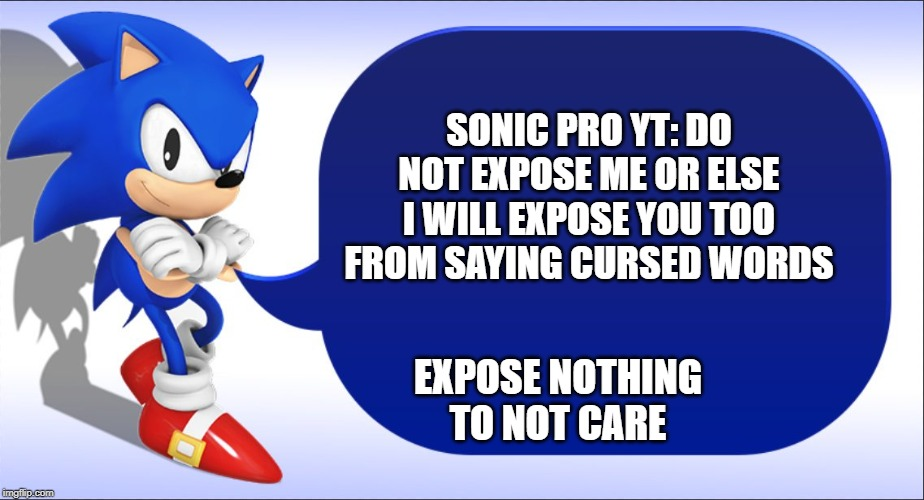 SONIC PRO YT: DO
NOT EXPOSE ME OR ELSE
I WILL EXPOSE YOU TOO
FROM SAYING CURSED WORDS
EXPOSE NOTHING
TO NOT CARE
imgflip.com